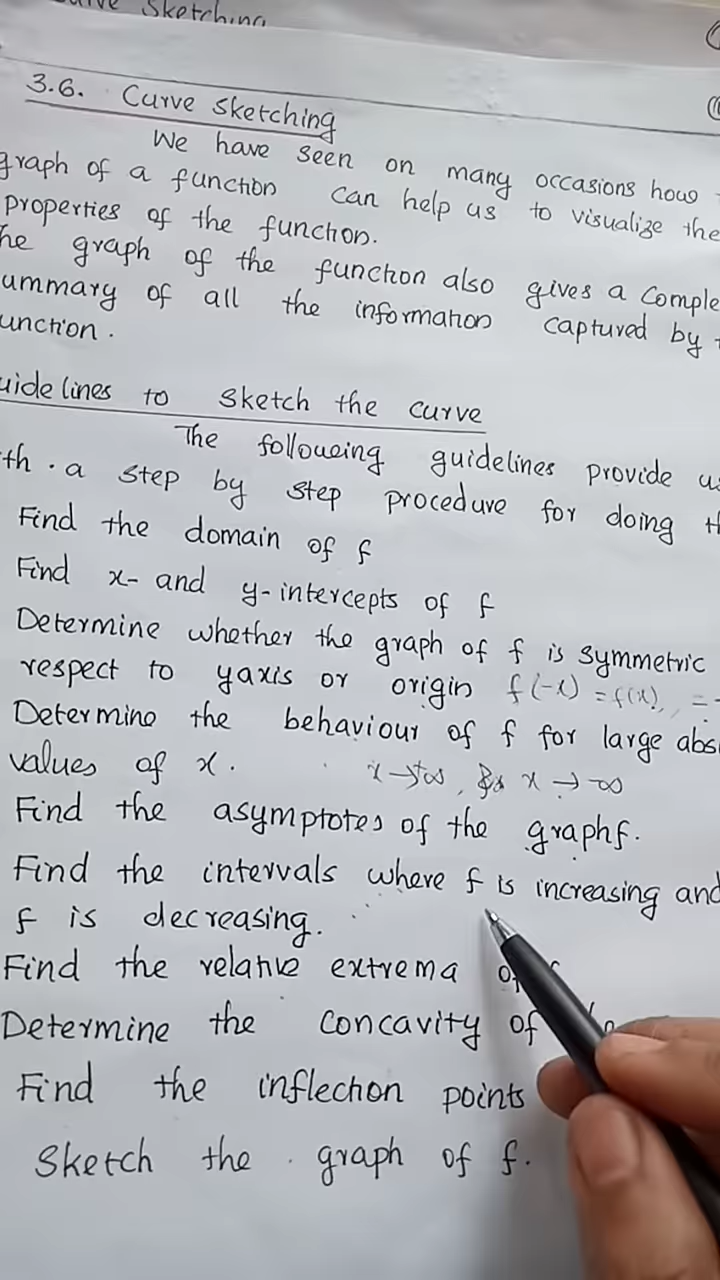 Sketching
3.6. Curve Sketching
We have seen on many occasions how
graph of a function can help us to visualize the
properties of the function.
he graph of the function also gives a Comple
ummary of all the information captured by
unction.
uidelines to sketch the curve
The following guidelines provide us
th a step by step procedure for doing th
Find the domain of f
Find x- and y-intercepts of f
Determine whether the graph of f is symmetric
respect to yaxis or origin f(-x) = f(x), = -
Determine the behaviour of f for large abs
values of x. x → +∞, x → -∞
Find the asymptotes of the graph f.
Find the intervals where f is increasing and
f is decreasing.
Find the relative extrema of
Determine the concavity of
Find the inflection points
Sketch the graph of f.